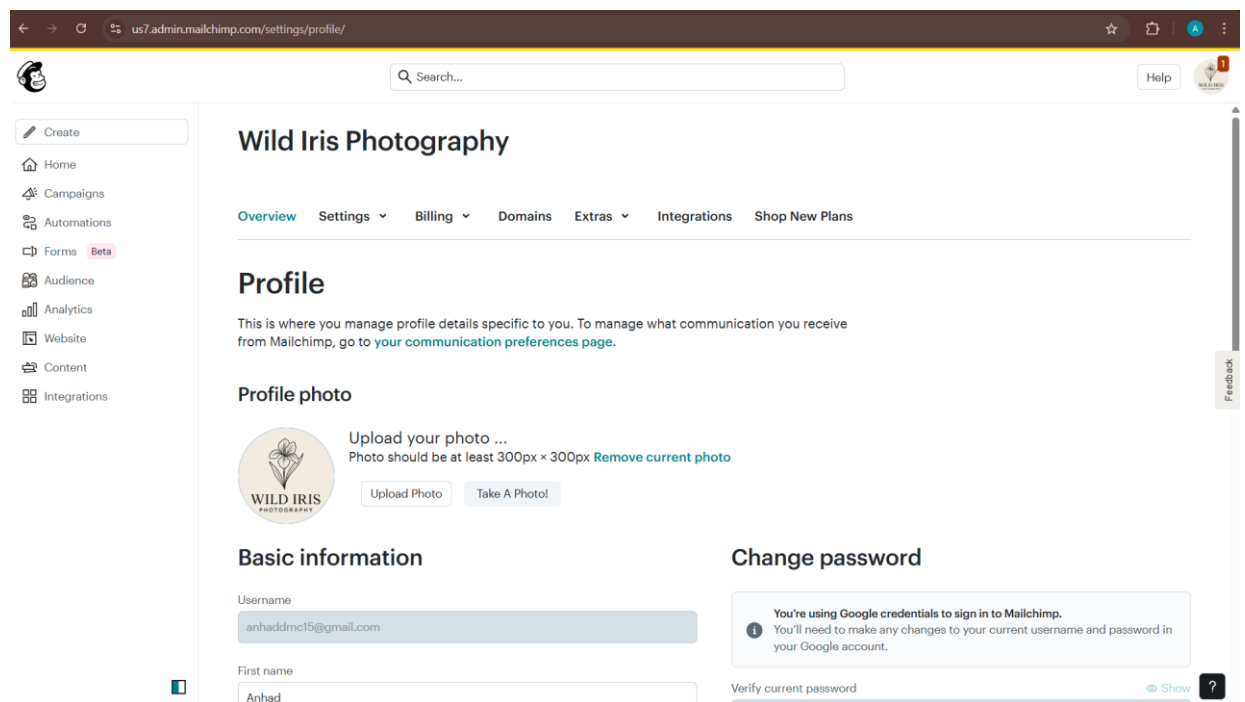 us7.admin.mailchimp.com/settings/profile/
A
Search...
Help
1
WILD IRIS
Create
Home
Campaigns
Automations
Forms Beta
Audience
Analytics
Website
Content
Integrations
Wild Iris Photography
Overview Settings Billing Domains Extras Integrations Shop New Plans
Profile
This is where you manage profile details specific to you. To manage what communication you receive
from Mailchimp, go to your communication preferences page.
Feedback
Profile photo
WILD IRIS
PHOTOGRAPHY
Upload your photo ...
Photo should be at least 300px × 300px Remove current photo
Upload Photo Take A Photo!
Basic information
Username
anhaddmc15@gmail.com
First name
Anhad
Change password
You're using Google credentials to sign in to Mailchimp.
You'll need to make any changes to your current username and password in
your Google account.
Verify current password Show
?